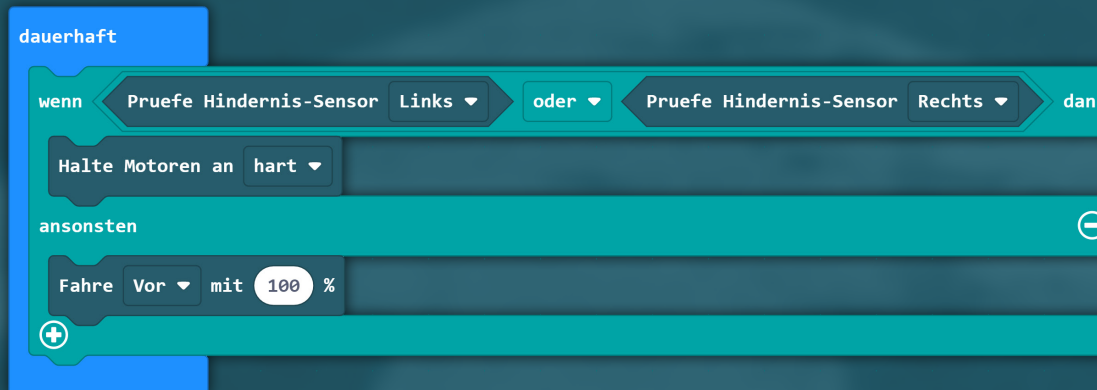 dauerhaft
wenn Pruefe Hindernis-Sensor Links oder Pruefe Hindernis-Sensor Rechts dan
Halte Motoren an hart
ansonsten
Fahre Vor mit 100 %